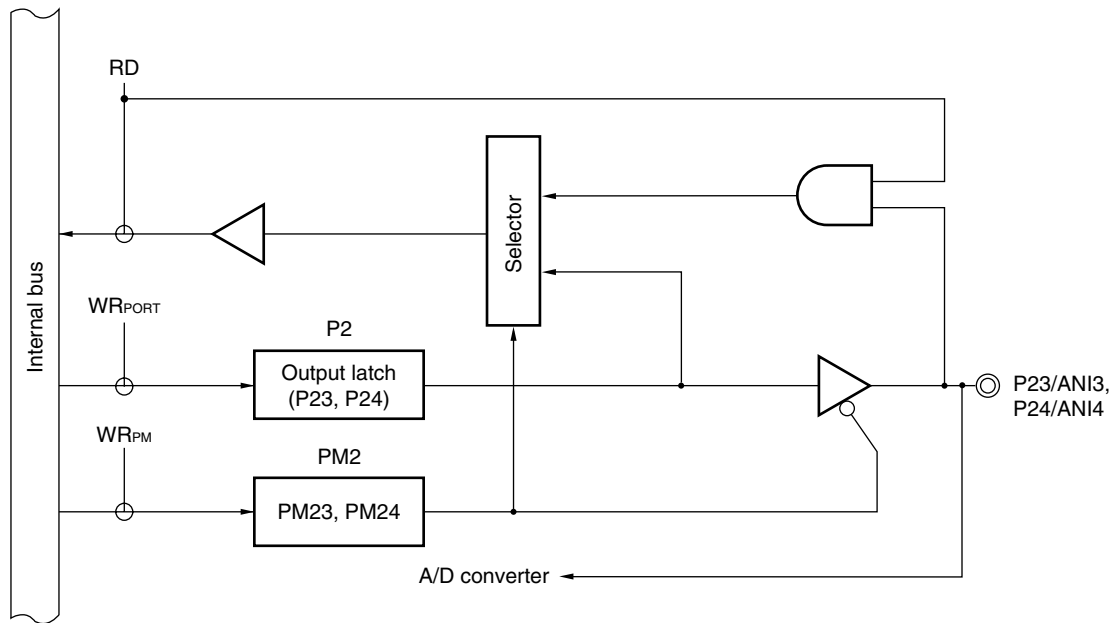 RD
Selector
Internal bus
WRPORT
P2
Output latch
(P23, P24)
P23/ANI3,
P24/ANI4
WRPM
PM2
PM23, PM24
A/D converter